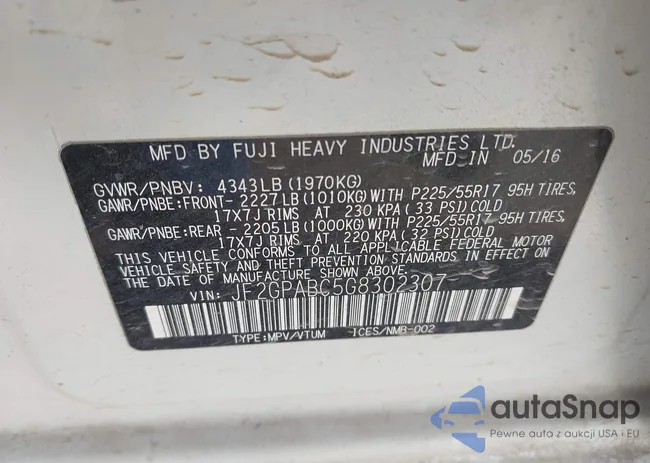 MFD BY FUJI HEAVY INDUSTRIES LTD.
MFD IN 05/16
GVWR/PNBV: 4343LB (1970KG)
GAWR/PNBE:FRONT- 2227LB (1010KG) WITH P225/55R17 95H TIRES,
17X7J RIMS AT 230 KPA ( 33 PSI) COLD
GAWR/PNBE:REAR - 2205LB (1000KG) WITH P225/55R17 95H TIRES,
17X7J RIMS AT 220 KPA ( 32 PSI) COLD
THIS VEHICLE CONFORMS TO ALL APPLICABLE FEDERAL MOTOR
VEHICLE SAFETY AND THEFT PREVENTION STANDARDS IN EFFECT ON
THE DATE OF MANUFACTURE SHOWN ABOVE.
VIN: JF2GPABC5G8302307
TYPE:MPV/VTUM ICES/NMB-002
autaSnap
Pewne auta z aukcji USA i EU